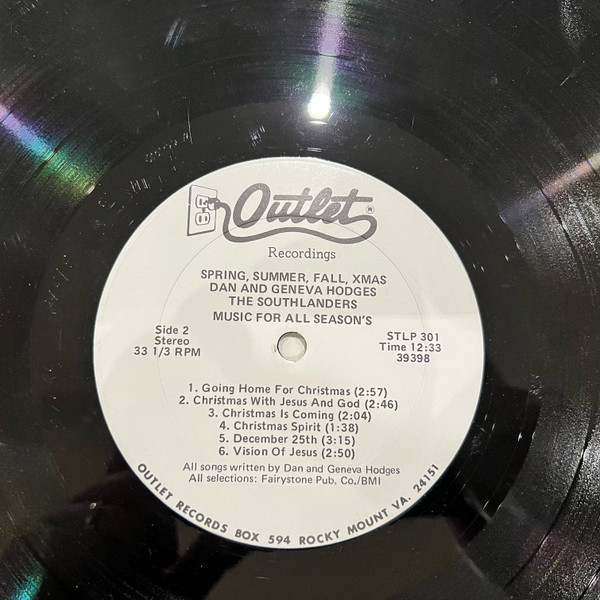 Outlet®
Recordings
SPRING, SUMMER, FALL, XMAS
DAN AND GENEVA HODGES
THE SOUTHLANDERS
MUSIC FOR ALL SEASON'S
Side 2
Stereo
33 1/3 RPM
STLP 301
Time 12:33
39398
1. Going Home For Christmas (2:57)
2. Christmas With Jesus And God (2:46)
3. Christmas Is Coming (2:04)
4. Christmas Spirit (1:38)
5. December 25th (3:15)
6. Vision Of Jesus (2:50)
All songs written by Dan and Geneva Hodges
All selections: Fairystone Pub. Co./BMI
OUTLET RECORDS BOX 594 ROCKY MOUNT VA. 24151